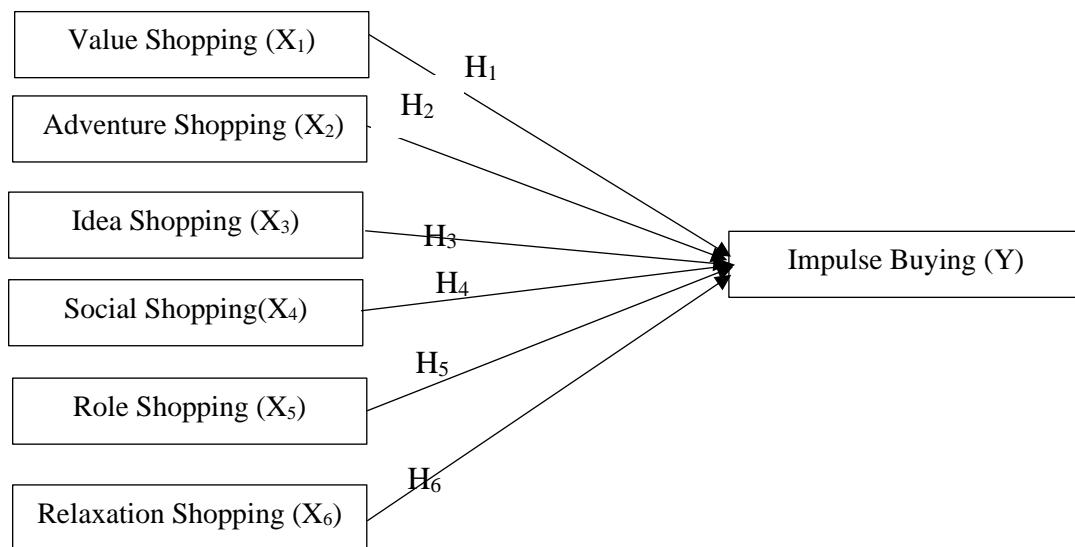 Value Shopping (X₁)
H₁
Adventure Shopping (X₂)
H₂
Idea Shopping (X₃)
H₃
Social Shopping(X₄)
H₄
Impulse Buying (Y)
Role Shopping (X₅)
H₅
Relaxation Shopping (X₆)
H₆